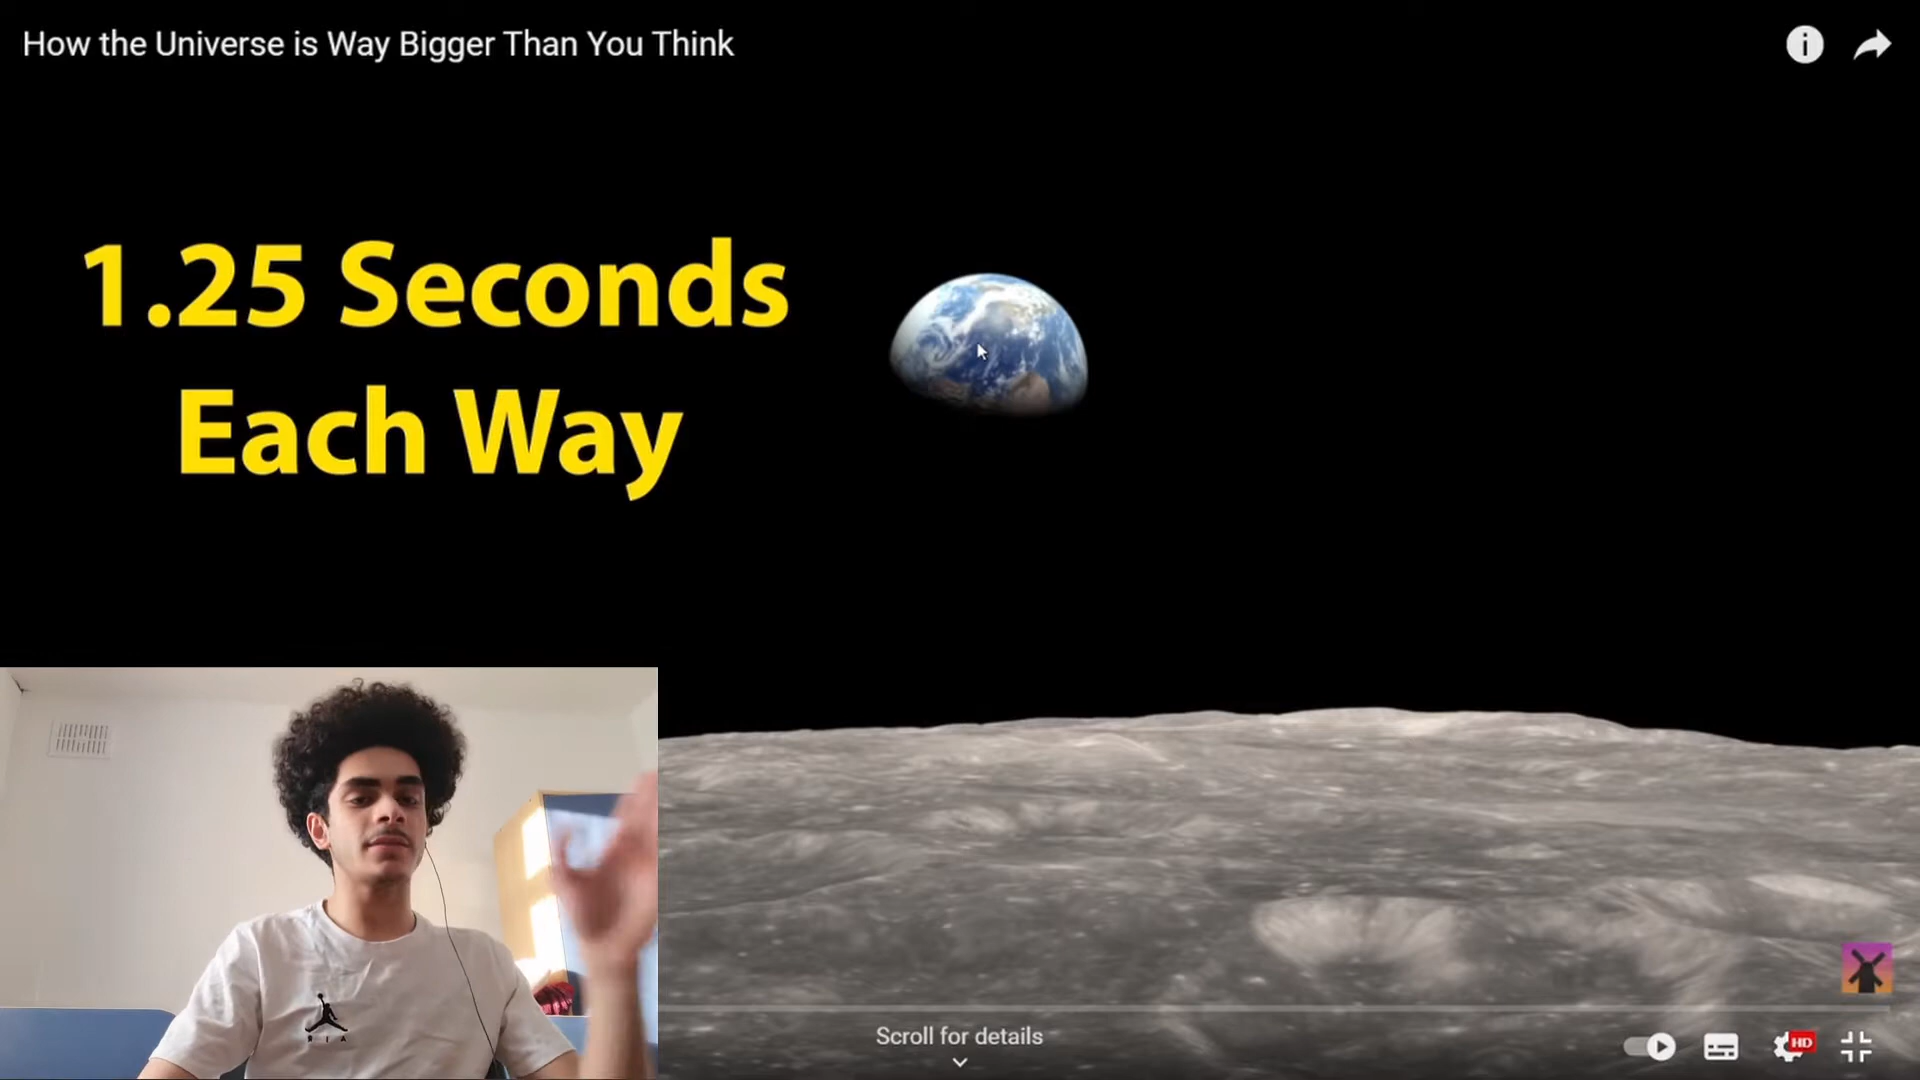 How the Universe is Way Bigger Than You Think
1.25 Seconds
Each Way
Scroll for details
HD